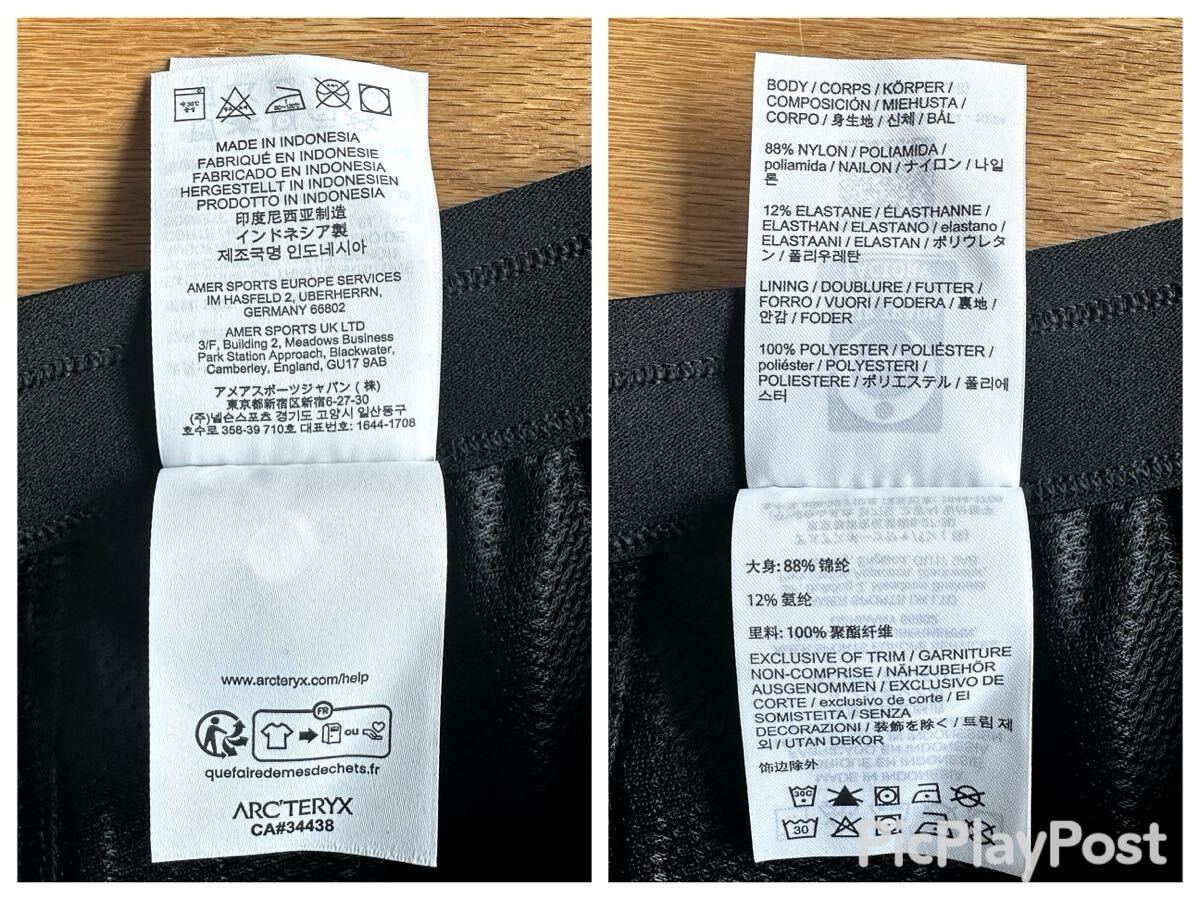 MADE IN INDONESIA
FABRIQUÉ EN INDONESIE
FABRICADO EN INDONESIA
HERGESTELLT IN INDONESIEN
PRODOTTO IN INDONESIA
印度尼西亚制造
インドネシア製
제조국명 인도네시아
AMER SPORTS EUROPE SERVICES
IM HASFELD 2, UBERHERRN,
GERMANY 66802
AMER SPORTS UK LTD
3/F, Building 2, Meadows Business
Park Station Approach, Blackwater,
Camberley, England, GU17 9AB
アメアスポーツジャパン (株)
東京都新宿区新宿6-27-30
(주)넬슨스포츠 경기도 고양시 일산동구
호수로 358-39 710호 대표번호: 1644-1708
www.arcteryx.com/help
FR
OU
quefairedemesdechets.fr
ARC'TERYX
CA#34438
BODY / CORPS / KÖRPER /
COMPOSICIÓN / MIEHUSTA /
CORPO / 身生地 / 신체 / BÅL
88% NYLON / POLIAMIDA /
poliamida / NAILON / ナイロン / 나일
론
12% ELASTANE / ÉLASTHANNE /
ELASTHAN / ELASTANO / elastano /
ELASTAANI / ELASTAN / ポリウレタ
ン / 폴리우레탄
LINING / DOUBLURE / FUTTER /
FORRO / VUORI / FODERA / 裏地 /
안감 / FODER
100% POLYESTER / POLIÉSTER /
poliéster / POLYESTERI /
POLIESTERE / ポリエステル / 폴리에
스터
大身: 88% 锦纶
12% 氨纶
里料: 100% 聚酯纤维
EXCLUSIVE OF TRIM / GARNITURE
NON-COMPRISE / NÄHZUBEHÖR
AUSGENOMMEN / EXCLUSIVO DE
CORTE / exclusivo de corte / EI
SOMISTEITA / SENZA
DECORAZIONI / 装飾を除く / 트림 제
외 / UTAN DEKOR
饰边除外
30C
30
PicPlayPost